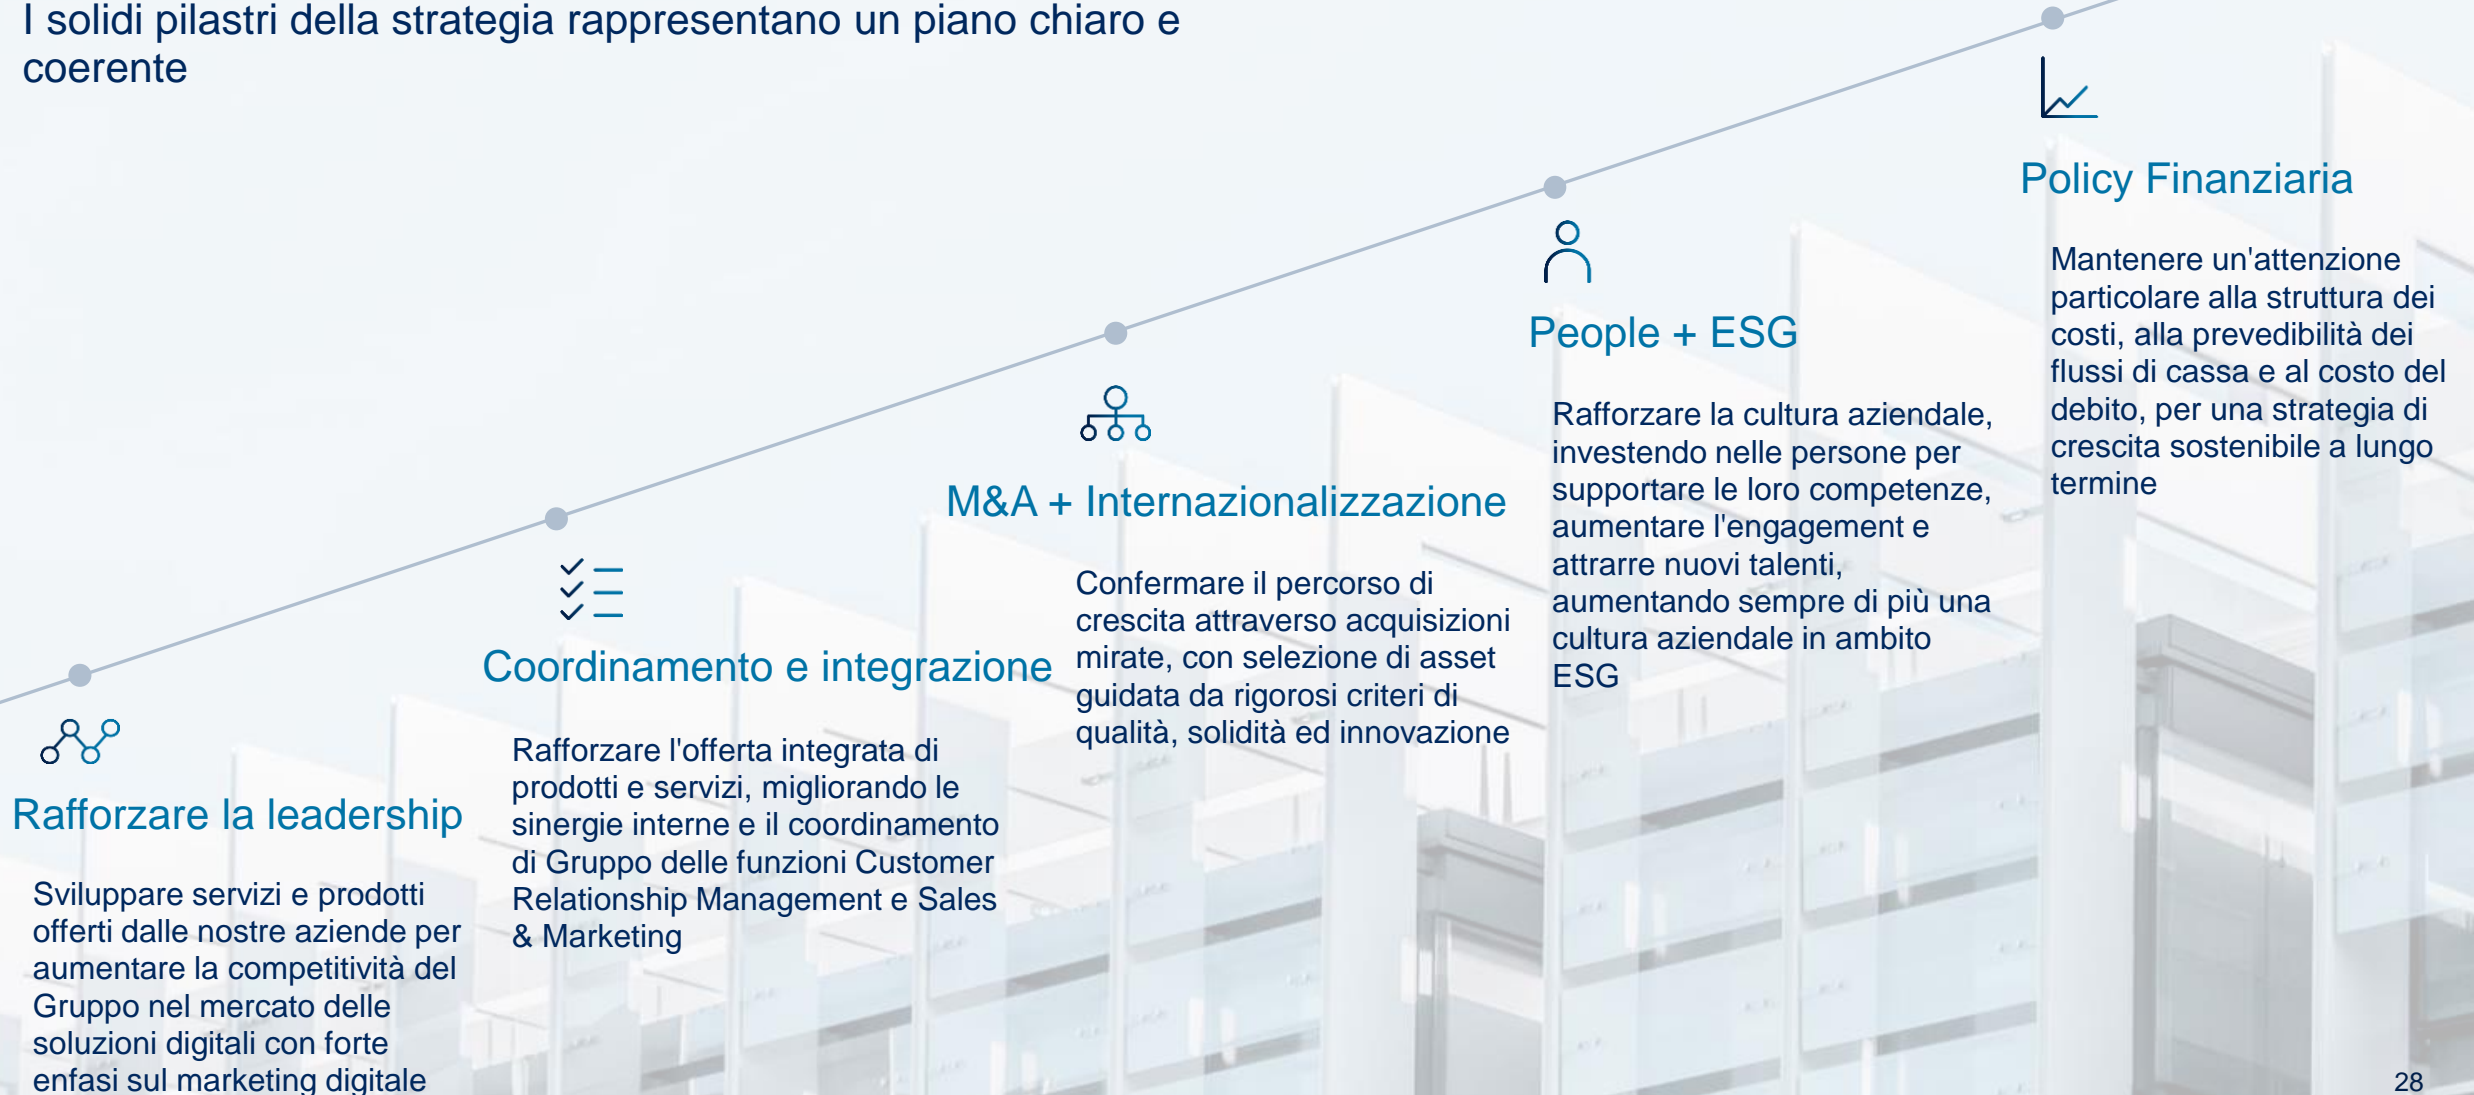 I solidi pilastri della strategia rappresentano un piano chiaro e
coerente
Rafforzare la leadership
Sviluppare servizi e prodotti
offerti dalle nostre aziende per
aumentare la competitività del
Gruppo nel mercato delle
soluzioni digitali con forte
enfasi sul marketing digitale
Coordinamento e integrazione
Rafforzare l'offerta integrata di
prodotti e servizi, migliorando le
sinergie interne e il coordinamento
di Gruppo delle funzioni Customer
Relationship Management e Sales
& Marketing
M&A + Internazionalizzazione
Confermare il percorso di
crescita attraverso acquisizioni
mirate, con selezione di asset
guidata da rigorosi criteri di
qualità, solidità ed innovazione
People + ESG
Rafforzare la cultura aziendale,
investendo nelle persone per
supportare le loro competenze,
aumentare l'engagement e
attrarre nuovi talenti,
aumentando sempre di più una
cultura aziendale in ambito
ESG
Policy Finanziaria
Mantenere un'attenzione
particolare alla struttura dei
costi, alla prevedibilità dei
flussi di cassa e al costo del
debito, per una strategia di
crescita sostenibile a lungo
termine
28